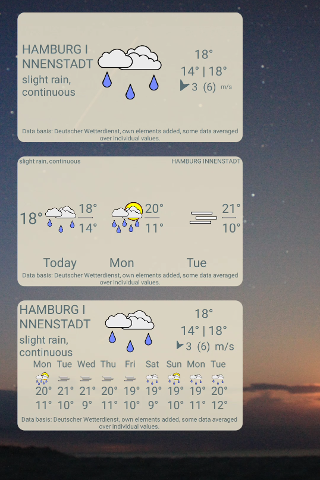 HAMBURG I
NNENSTADT
slight rain,
continuous
18°
14° | 18°
3 (6) m/s
Data basis: Deutscher Wetterdienst, own elements added, some data averaged
over individual values.
slight rain, continuous
HAMBURG INNENSTADT
18°
18° 20° 21°
14° 11° 10°
Today Mon Tue
Data basis: Deutscher Wetterdienst, own elements added, some data averaged
over individual values.
HAMBURG I
NNENSTADT
slight rain,
continuous
18°
14° | 18°
3 (6) m/s
Mon Tue Wed Thu Fri Sat Sun Mon Tue
20° 21° 21° 20° 19° 19° 19° 19° 20°
11° 10° 9° 11° 10° 9° 10° 11° 12°
Data basis: Deutscher Wetterdienst, own elements added, some data averaged
over individual values.